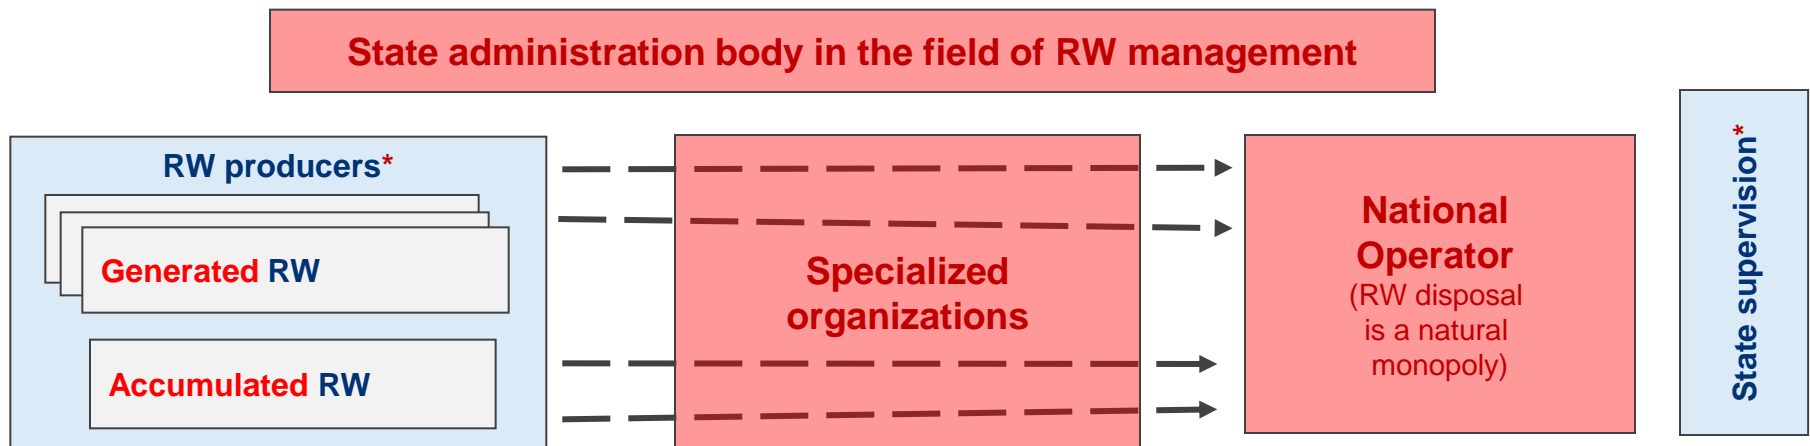 State administration body in the field of RW management
RW producers*
Generated RW
Accumulated RW
Specialized
organizations
National
Operator
(RW disposal
is a natural
monopoly)
State supervision*